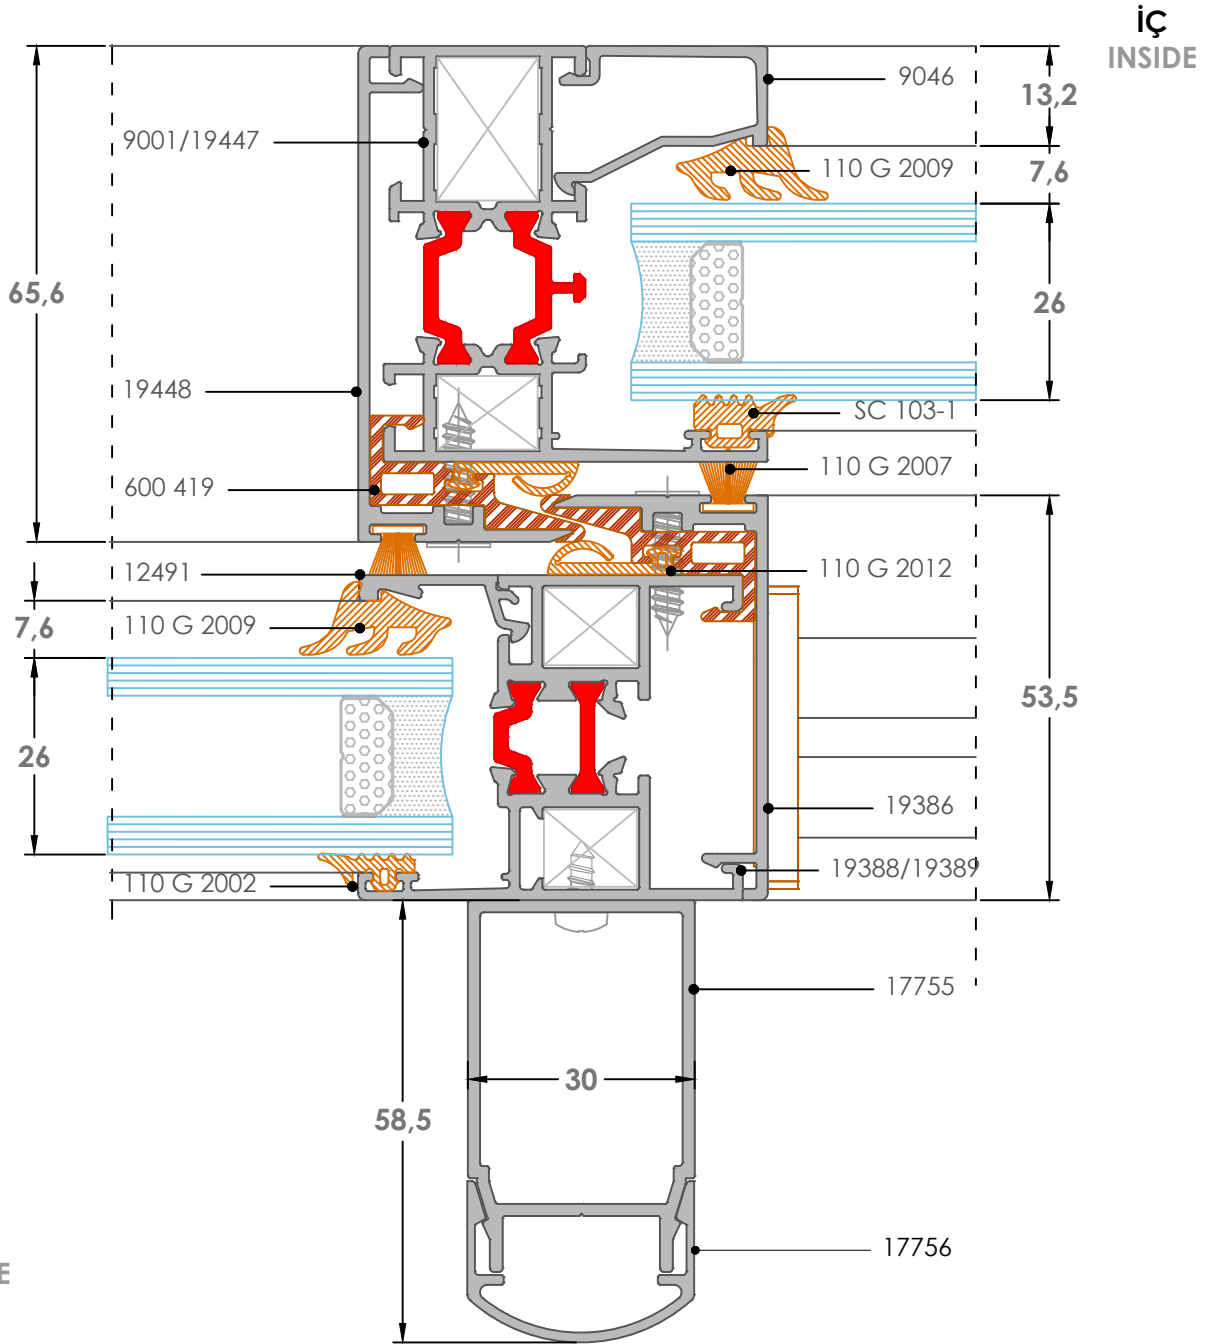 İÇ
INSIDE
9046
13,2
9001/19447
110 G 2009
7,6
65,6
26
19448
SC 103-1
110 G 2007
600 419
12491
110 G 2012
7,6
110 G 2009
53,5
26
19386
19388/19389
110 G 2002
17755
30
58,5
17756
E